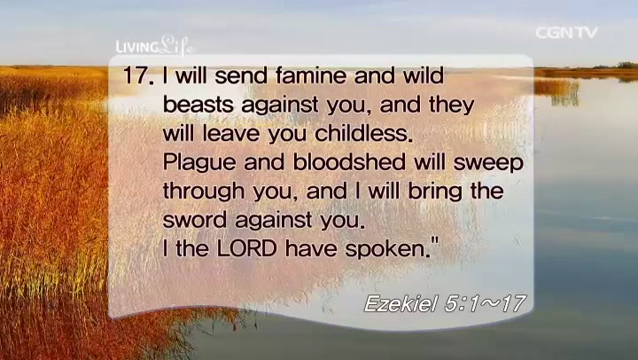 LIVING Life
CGNTV
17. I will send famine and wild
beasts against you, and they
will leave you childless.
Plague and bloodshed will sweep
through you, and I will bring the
sword against you.
I the LORD have spoken."
Ezekiel 5:1~17